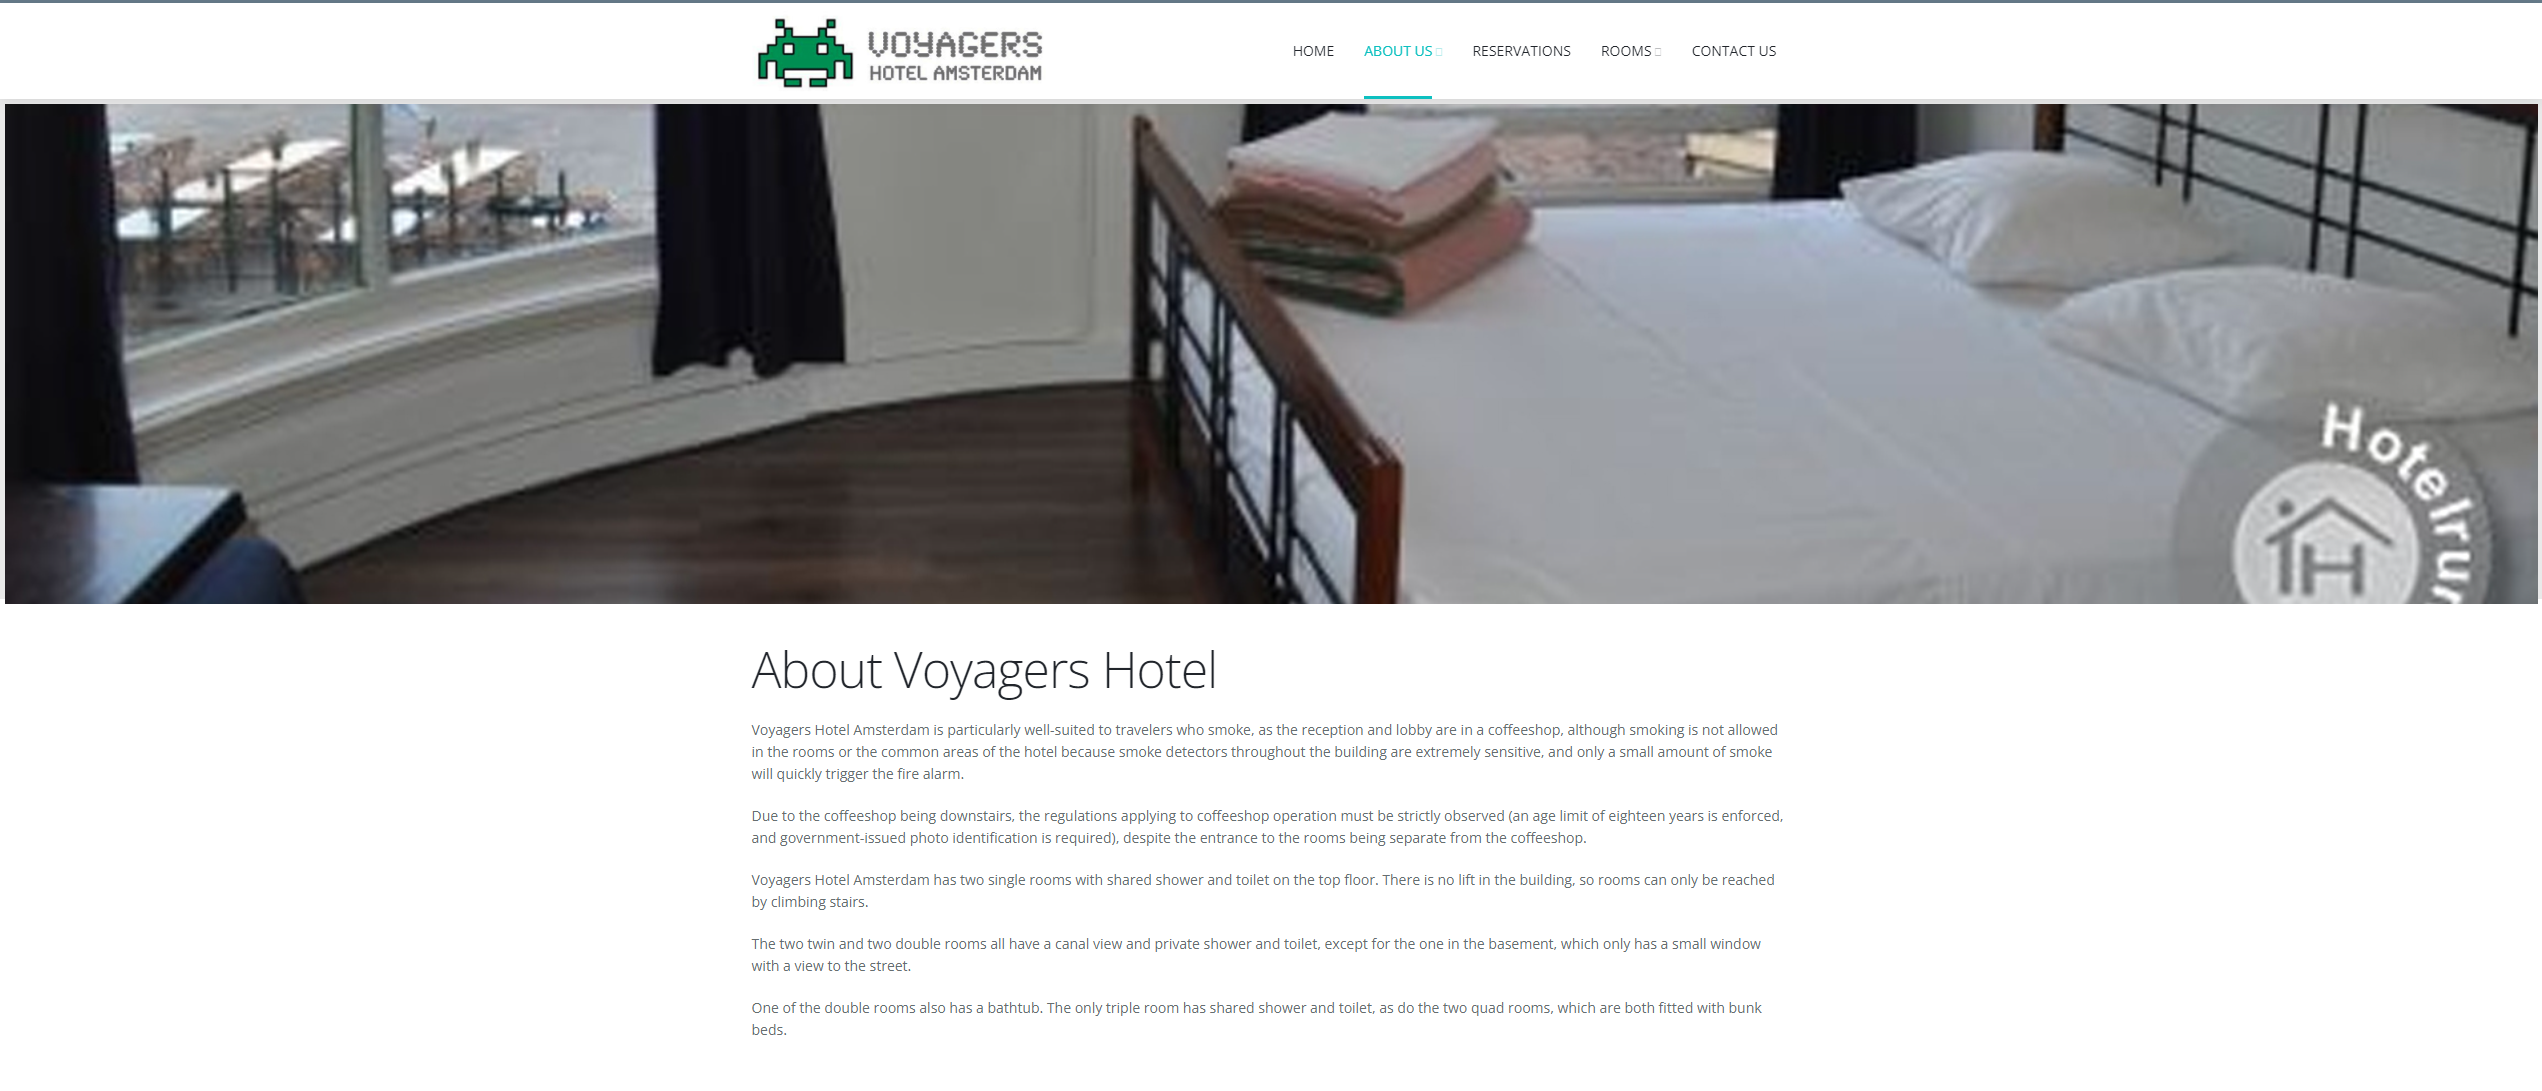 VOYAGERS
HOTEL AMSTERDAM
HOME
ABOUT US
RESERVATIONS
ROOMS
CONTACT US
H
About Voyagers Hotel
Voyagers Hotel Amsterdam is particularly well-suited to travelers who smoke, as the reception and lobby are in a coffeeshop, although smoking is not allowed
in the rooms or the common areas of the hotel because smoke detectors throughout the building are extremely sensitive, and only a small amount of smoke
will quickly trigger the fire alarm.
Due to the coffeeshop being downstairs, the regulations applying to coffeeshop operation must be strictly observed (an age limit of eighteen years is enforced,
and government-issued photo identification is required), despite the entrance to the rooms being separate from the coffeeshop.
Voyagers Hotel Amsterdam has two single rooms with shared shower and toilet on the top floor. There is no lift in the building, so rooms can only be reached
by climbing stairs.
The two twin and two double rooms all have a canal view and private shower and toilet, except for the one in the basement, which only has a small window
with a view to the street.
One of the double rooms also has a bathtub. The only triple room has shared shower and toilet, as do the two quad rooms, which are both fitted with bunk
beds.